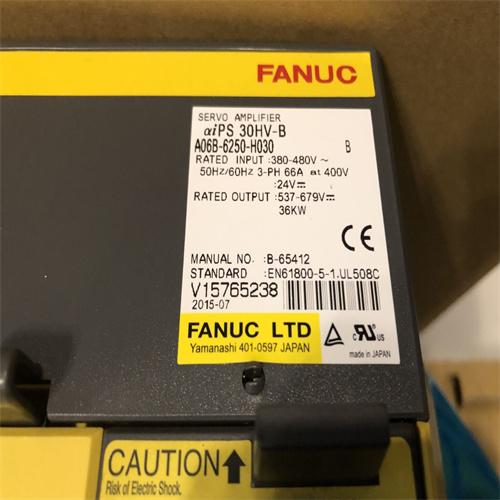 FANUC
SERVO AMPLIFIER
αiPS 30HV-B
A06B-6250-H030 B
RATED INPUT :380-480V ~
50Hz/60Hz 3-PH 66A at 400V
:24V⎓
RATED OUTPUT :537-679V⎓
36KW
CE
MANUAL NO. :B-65412
STANDARD :EN61800-5-1.UL508C
V15765238
2015-07
FANUC LTD
Yamanashi 401-0597 JAPAN
c RU us
made in JAPAN
CAUTION
Risk of Electric Shock.